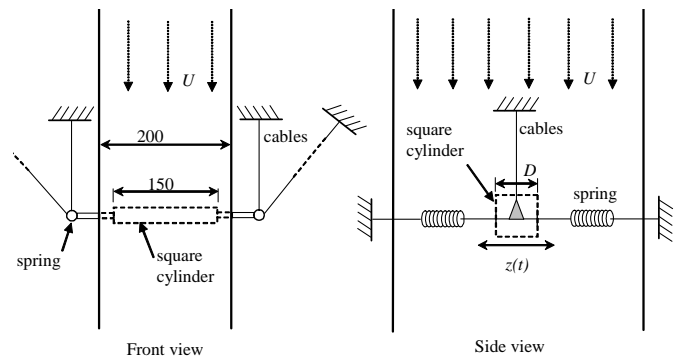 U
200
cables
150
spring
square
cylinder
Front view
U
cables
square
cylinder
D
spring
z(t)
Side view